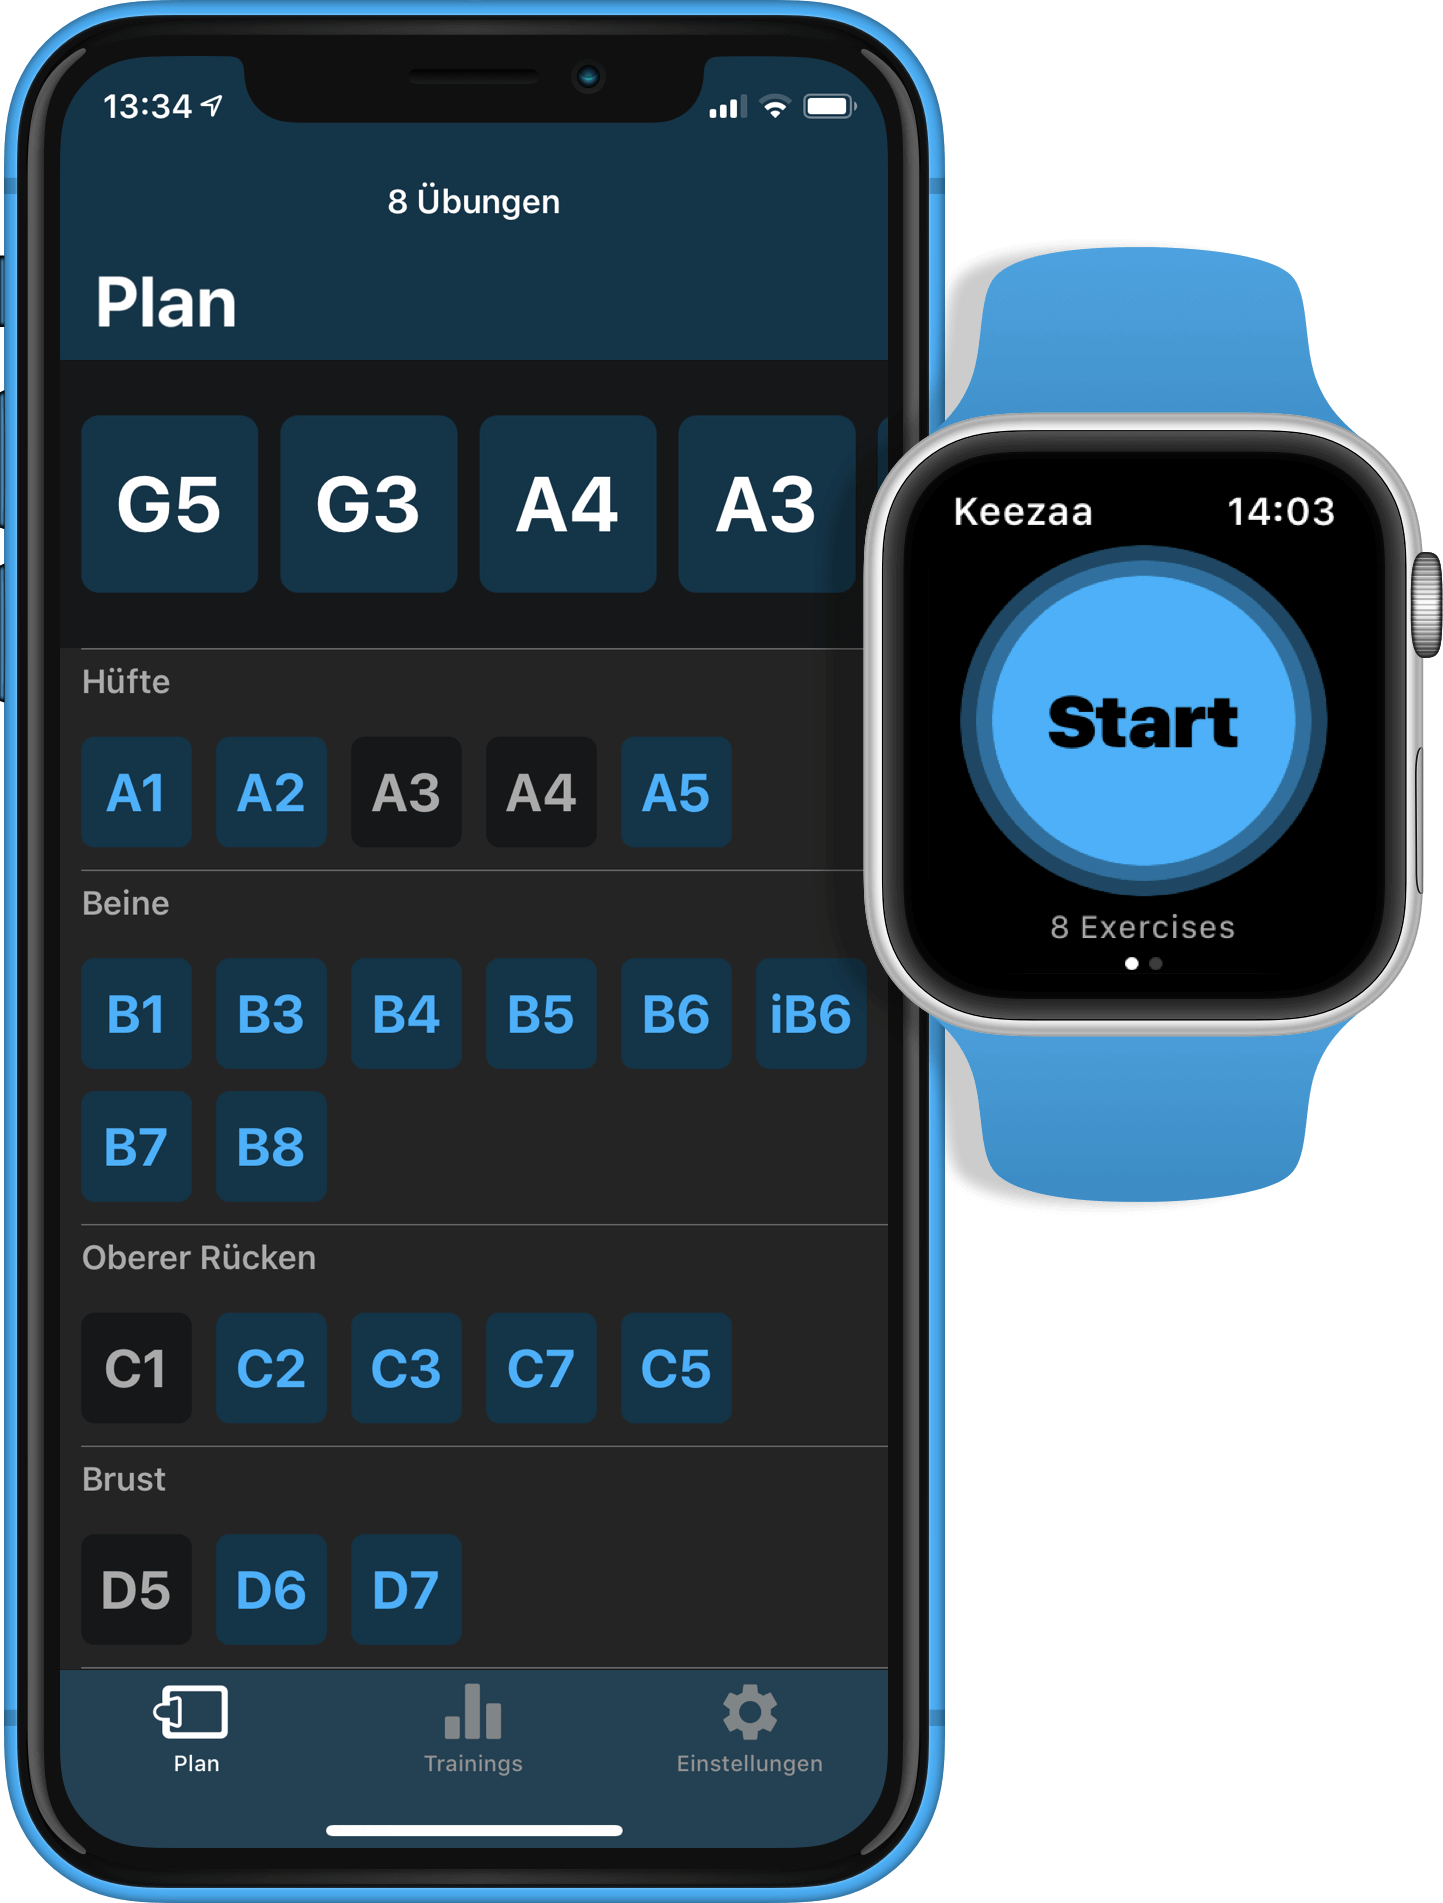 13:34
8 Übungen
Plan
G5 G3 A4 A3
Hüfte
A1 A2 A3 A4 A5
Beine
B1 B3 B4 B5 B6 iB6
B7 B8
Oberer Rücken
C1 C2 C3 C7 C5
Brust
D5 D6 D7
Plan Trainings Einstellungen
Keezaa 14:03
Start
8 Exercises